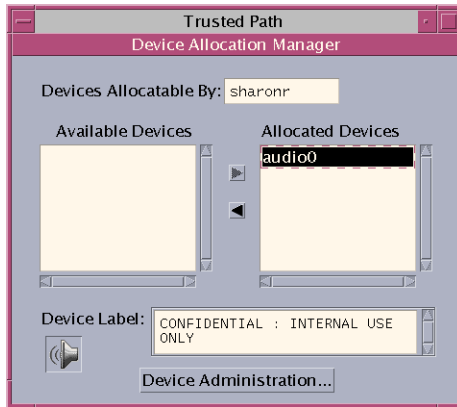 Trusted Path
Device Allocation Manager
Devices Allocatable By: sharonr
Available Devices
Allocated Devices
audio0
Device Label:
CONFIDENTIAL : INTERNAL USE
ONLY
Device Administration...